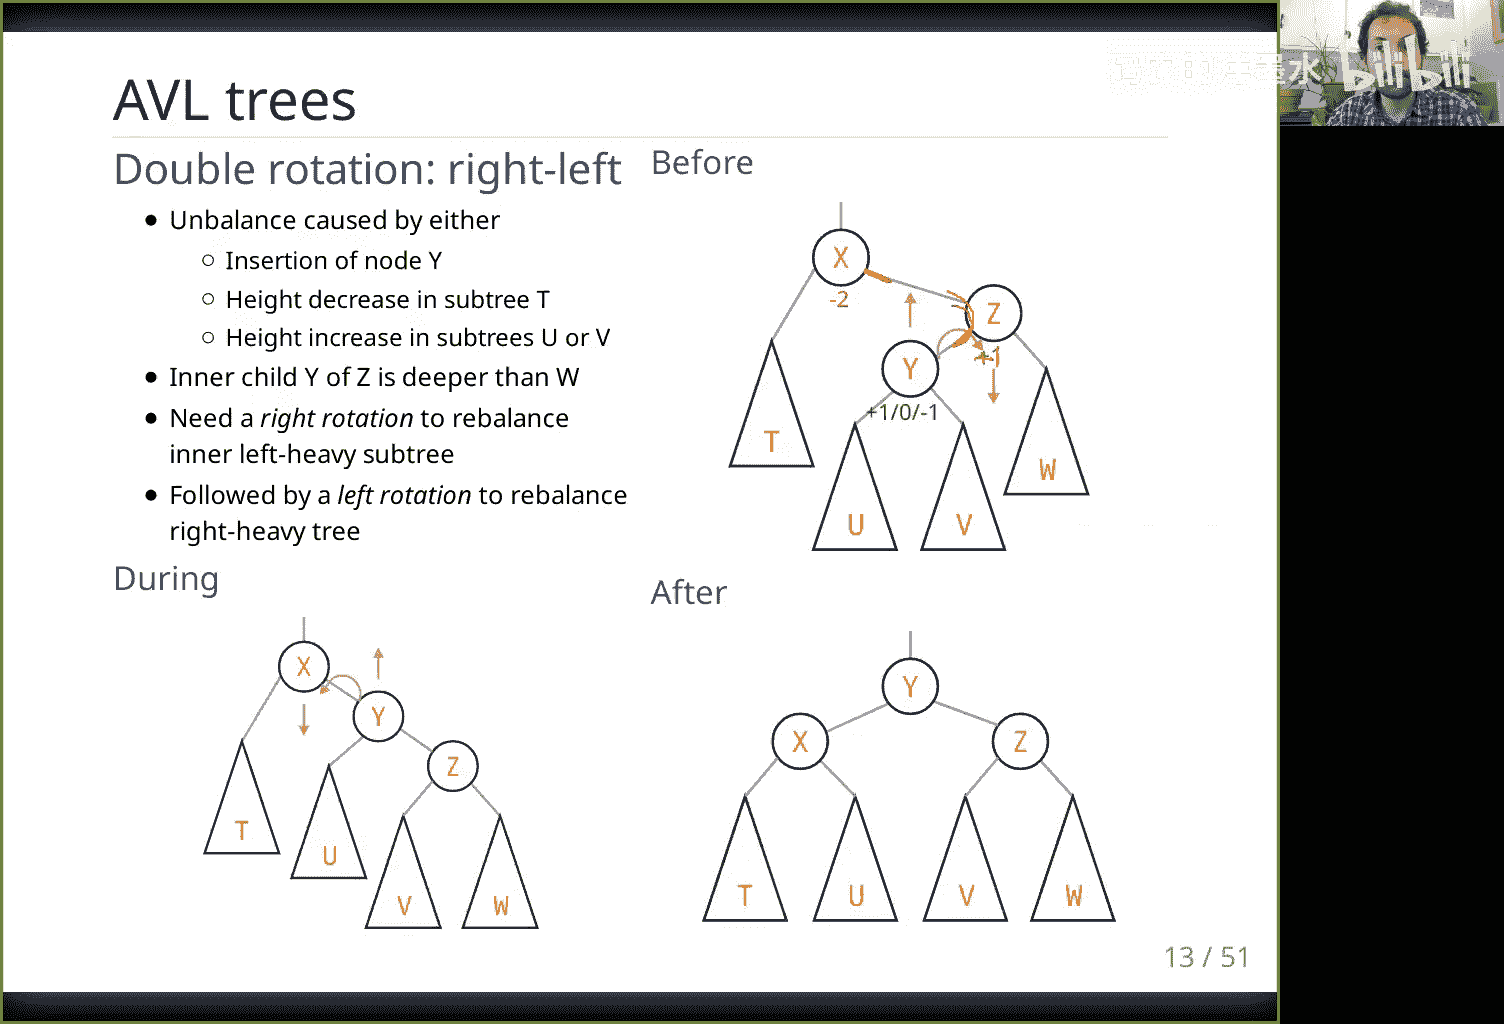 AVL trees
Double rotation: right-left
• Unbalance caused by either
○ Insertion of node Y
○ Height decrease in subtree T
○ Height increase in subtrees U or V
• Inner child Y of Z is deeper than W
• Need a right rotation to rebalance
inner left-heavy subtree
• Followed by a left rotation to rebalance
right-heavy tree
Before
X
-2
Z
+1
Y
+1/0/-1
T
W
U
V
During
X
Y
Z
T
U
V
W
After
Y
X
Z
T
U
V
W
13 / 51
bilibili